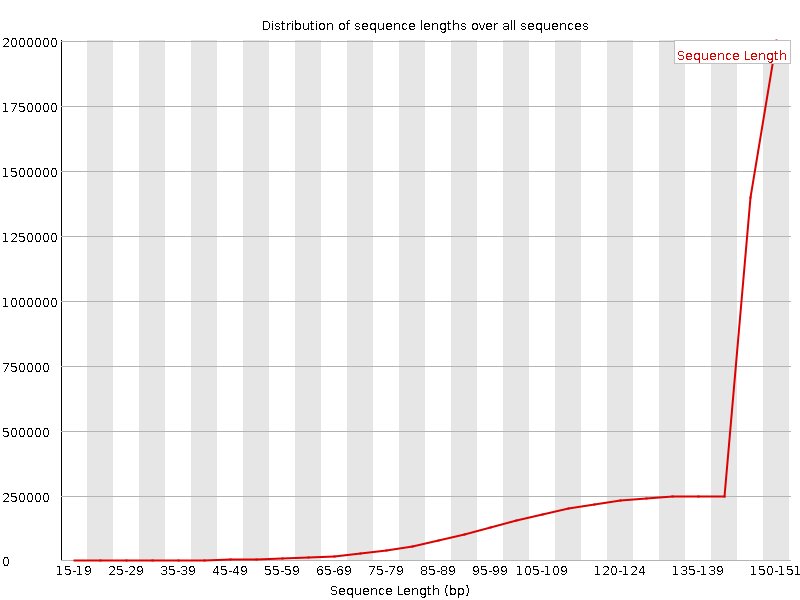 Distribution of sequence lengths over all sequences
2000000
Sequence Length
1750000
1500000
1250000
1000000
750000
500000
250000
0
15-19 25-29 35-39 45-49 55-59 65-69 75-79 85-89 95-99 105-109 120-124 135-139 150-151
Sequence Length (bp)